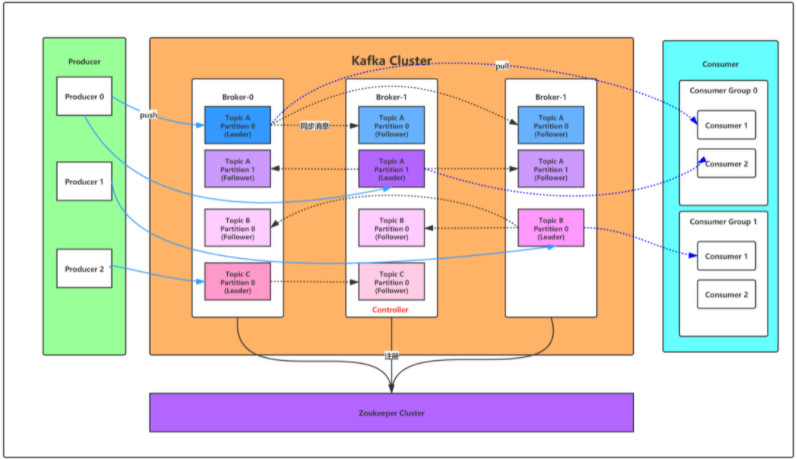 Kafka Cluster
Producer
Producer 0
Producer 1
Producer 2
push
pull
Broker-0
Topic A
Partition 0
(Leader)
Topic A
Partition 1
(Follower)
Topic B
Partition 0
(Follower)
Topic C
Partition 0
(Leader)
同步消息
Broker-1
Topic A
Partition 0
(Follower)
Topic A
Partition 1
(Leader)
Topic B
Partition 0
(Follower)
Topic C
Partition 0
(Follower)
Controller
Broker-1
Topic A
Partition 0
(Follower)
Topic A
Partition 1
(Follower)
Topic B
Partition 0
(Leader)
Consumer
Consumer Group 0
Consumer 1
Consumer 2
Consumer Group 1
Consumer 1
Consumer 2
注册
Zookeeper Cluster